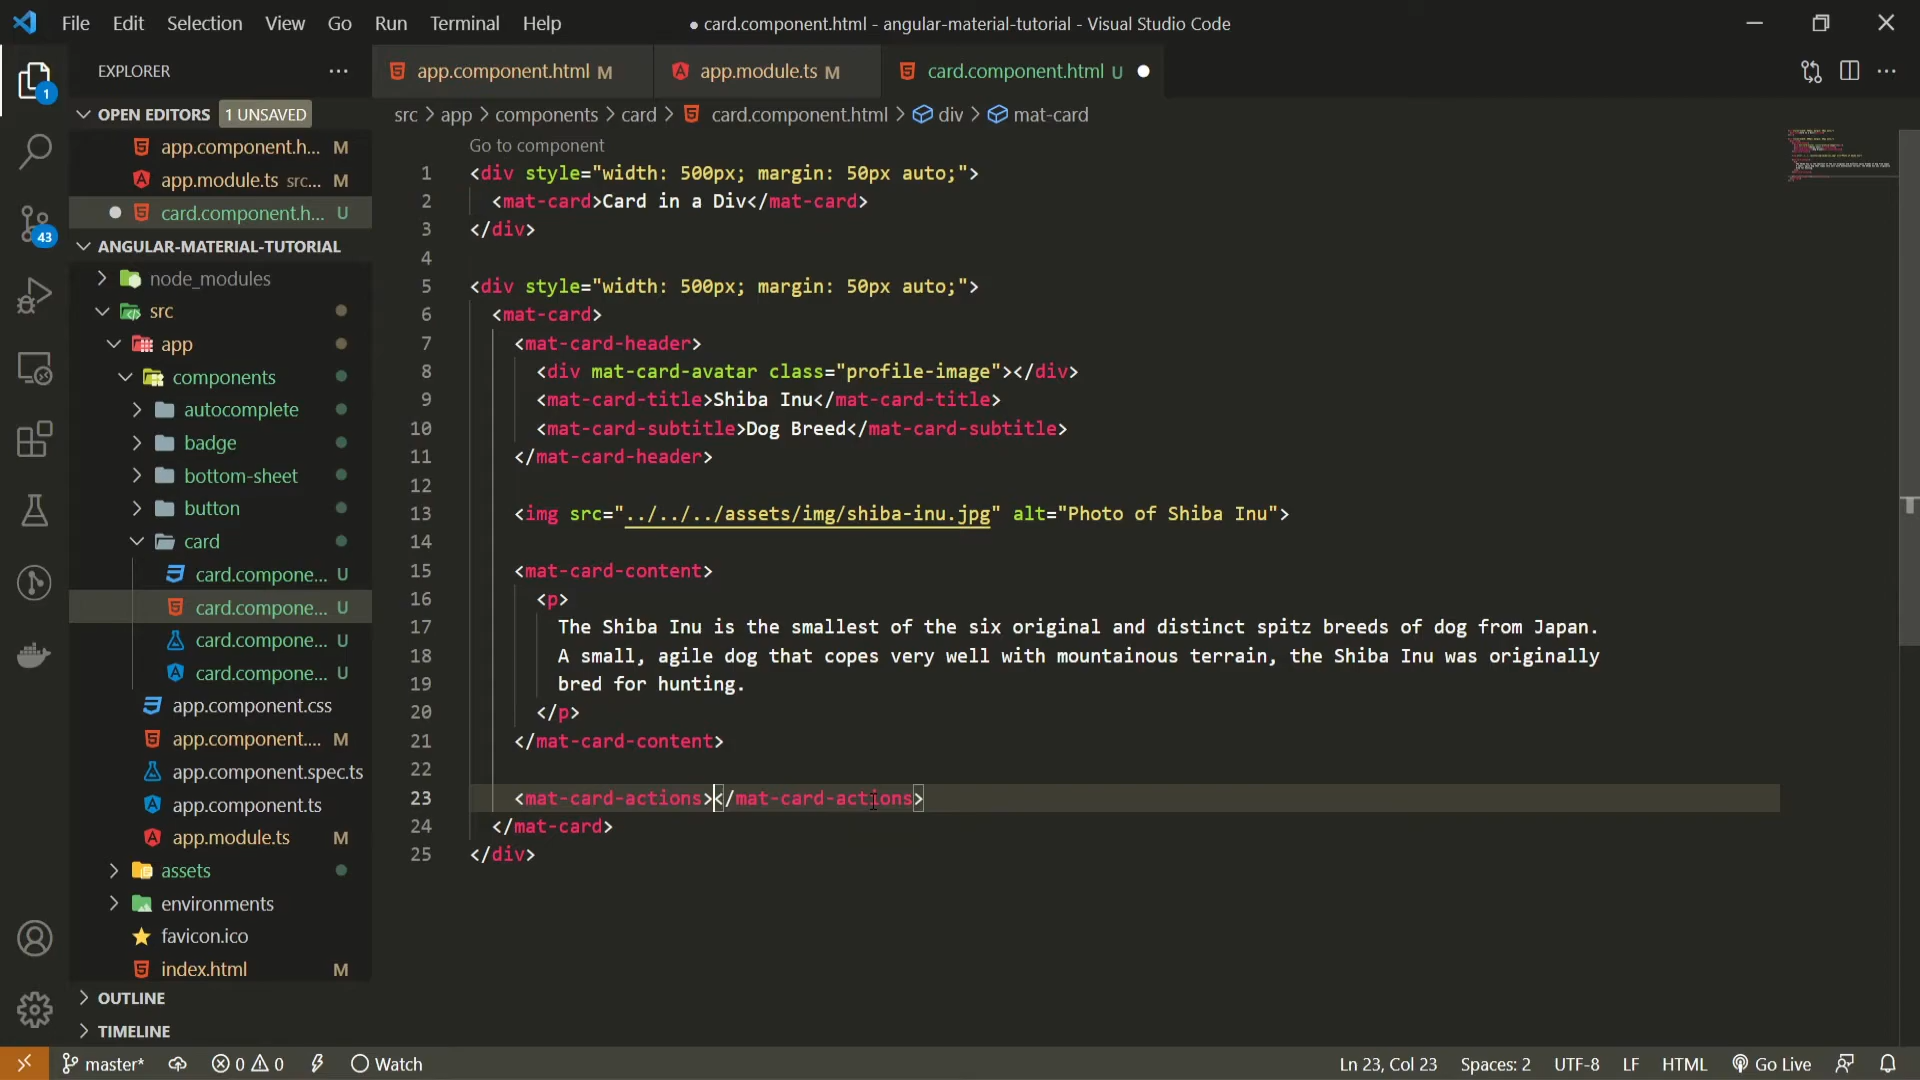 File Edit Selection View Go Run Terminal Help
● card.component.html - angular-material-tutorial - Visual Studio Code
EXPLORER
OPEN EDITORS 1 UNSAVED
app.component.h... M
app.module.ts src... M
card.component.h... U
ANGULAR-MATERIAL-TUTORIAL
node_modules
src
app
components
autocomplete
badge
bottom-sheet
button
card
card.compone... U
card.compone... U
card.compone... U
card.compone... U
app.component.css
app.component.... M
app.component.spec.ts
app.component.ts
app.module.ts M
assets
environments
favicon.ico
index.html M
OUTLINE
TIMELINE
1
43
app.component.html M
app.module.ts M
card.component.html U
src > app > components > card > card.component.html > div > mat-card
Go to component
1 <div style="width: 500px; margin: 50px auto;">
2 <mat-card>Card in a Div</mat-card>
3 </div>
4
5 <div style="width: 500px; margin: 50px auto;">
6 <mat-card>
7 <mat-card-header>
8 <div mat-card-avatar class="profile-image"></div>
9 <mat-card-title>Shiba Inu</mat-card-title>
10 <mat-card-subtitle>Dog Breed</mat-card-subtitle>
11 </mat-card-header>
12
13 <img src="../../../assets/img/shiba-inu.jpg" alt="Photo of Shiba Inu">
14
15 <mat-card-content>
16 <p>
17 The Shiba Inu is the smallest of the six original and distinct spitz breeds of dog from Japan.
18 A small, agile dog that copes very well with mountainous terrain, the Shiba Inu was originally
19 bred for hunting.
20 </p>
21 </mat-card-content>
22
23 <mat-card-actions></mat-card-actions>
24 </mat-card>
25 </div>
master* 0 0 Watch
Ln 23, Col 23 Spaces: 2 UTF-8 LF HTML Go Live